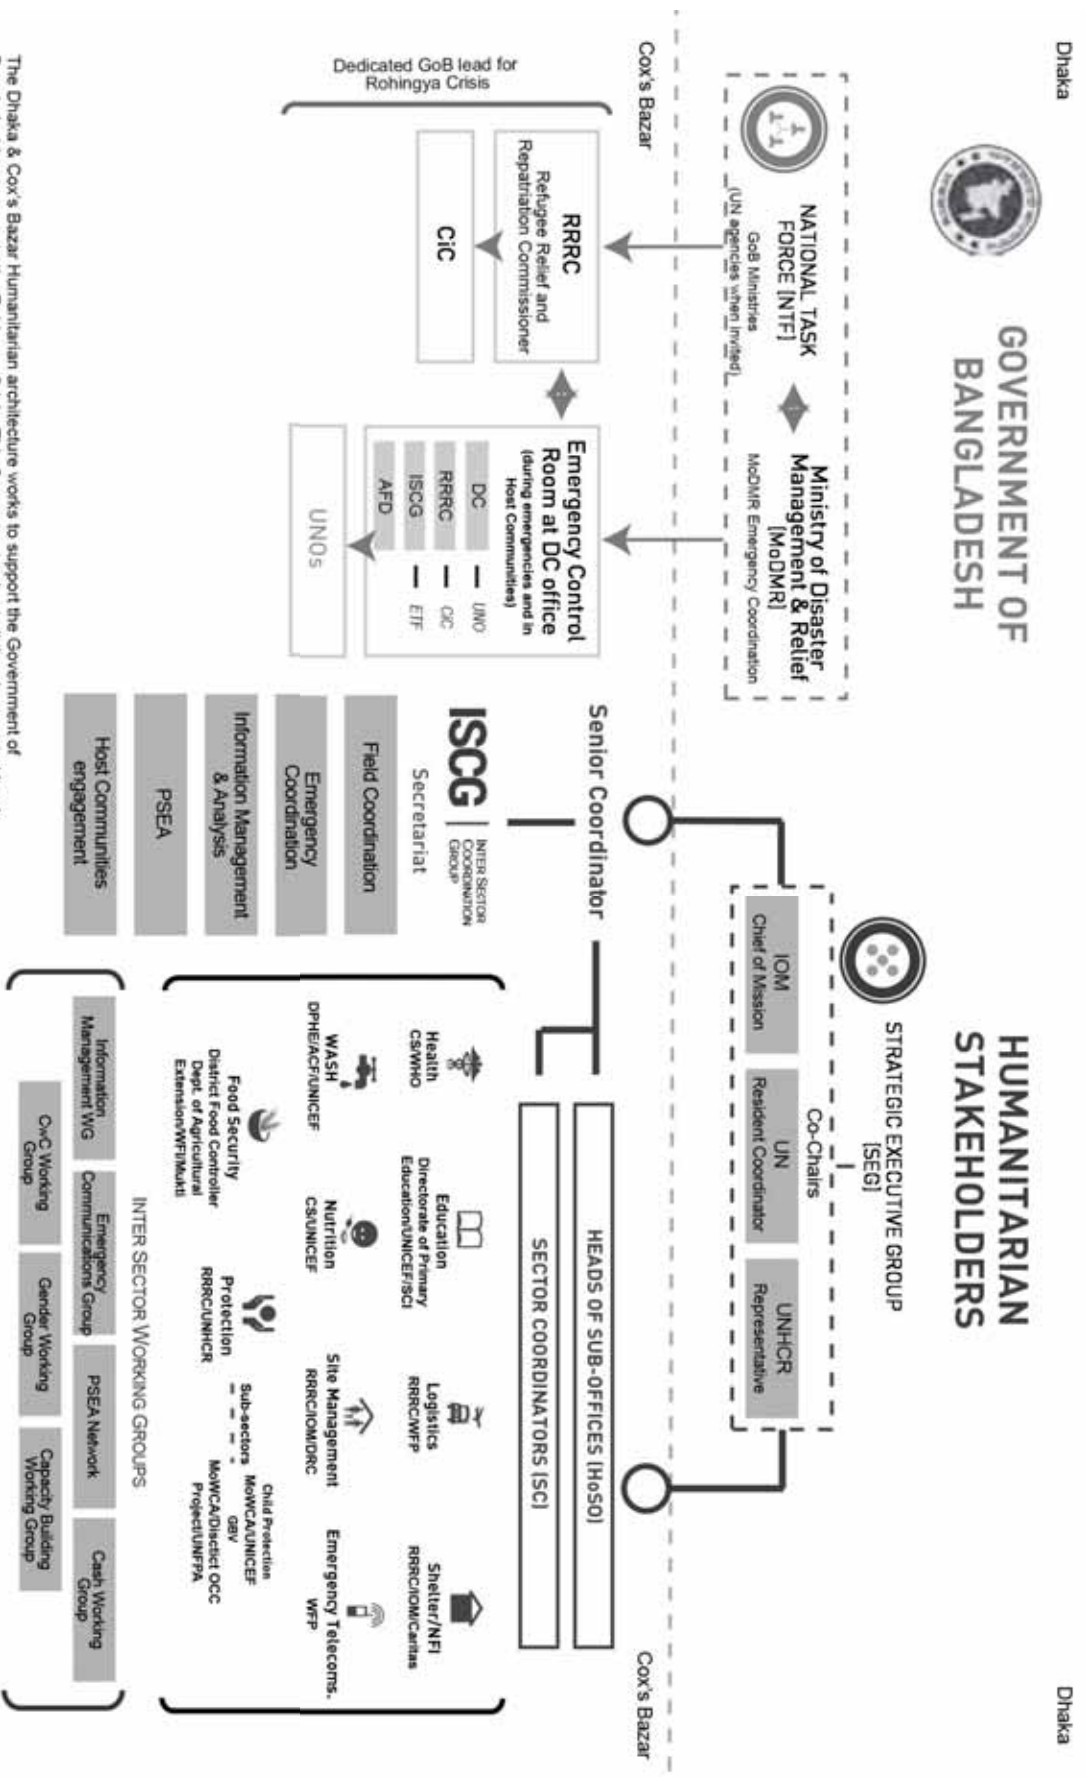 Dhaka
Dhaka
GOVERNMENT OF
BANGLADESH
HUMANITARIAN
STAKEHOLDERS
NATIONAL TASK
FORCE [NTF]
GoB Ministries
(UN agencies when invited)
Ministry of Disaster
Management & Relief
[MoDMR]
MoDMR Emergency Coordination
STRATEGIC EXECUTIVE GROUP
[SEG]
Co-Chairs
IOM
Chief of Mission
UN
Resident Coordinator
UNHCR
Representative
Cox's Bazar
Cox's Bazar
Dedicated GoB lead for
Rohingya Crisis
RRRC
Refugee Relief and
Repatriation Commissioner
CiC
Emergency Control
Room at DC office
(during emergencies and in
Host Communities)
DC — UNO
RRRC — CiC
ISCG — ETF
AFD
UNOs
Senior Coordinator
ISCG
INTER SECTOR
COORDINATION
GROUP
Secretariat
Field Coordination
Emergency
Coordination
Information Management
& Analysis
PSEA
Host Communities
engagement
HEADS OF SUB-OFFICES (HoSO)
SECTOR COORDINATORS (SC)
Health
CS/WHO
Education
Directorate of Primary
Education/UNICEF/SCI
Logistics
RRRC/WFP
Shelter/NFI
RRRC/IOM/Caritas
WASH
DPHE/ACF/UNICEF
Nutrition
CS/UNICEF
Site Management
RRRC/IOM/DRC
Emergency Telecoms.
WFP
Food Security
District Food Controller
Dept. of Agricultural
Extension/WFI/Mukti
Protection
RRRC/UNHCR
Sub-sectors
Child Protection
MoWCA/UNICEF
GBV
MoWCA/Disctict OCC
Project/UNFPA
INTER SECTOR WORKING GROUPS
Information
Management WG
Emergency
Communications Group
PSEA Network
Cash Working
Group
CwC Working
Group
Gender Working
Group
Capacity Building
Working Group
The Dhaka & Cox's Bazar Humanitarian architecture works to support the Government of